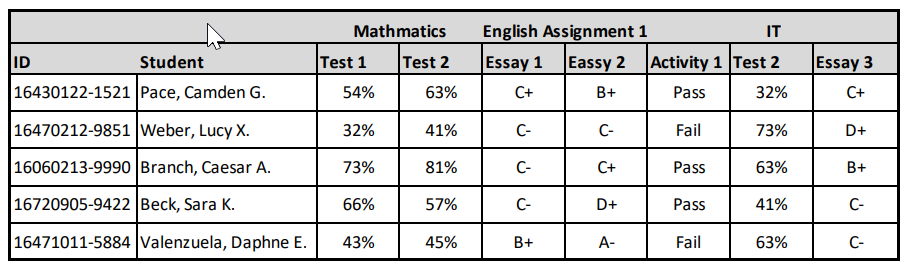 Mathmatics English Assignment 1 IT
ID Student Test 1 Test 2 Essay 1 Eassy 2 Activity 1 Test 2 Essay 3
16430122-1521 Pace, Camden G. 54% 63% C+ B+ Pass 32% C+
16470212-9851 Weber, Lucy X. 32% 41% C- C- Fail 73% D+
16060213-9990 Branch, Caesar A. 73% 81% C- C+ Pass 63% B+
16720905-9422 Beck, Sara K. 66% 57% C- D+ Pass 41% C-
16471011-5884 Valenzuela, Daphne E. 43% 45% B+ A- Fail 63% C-